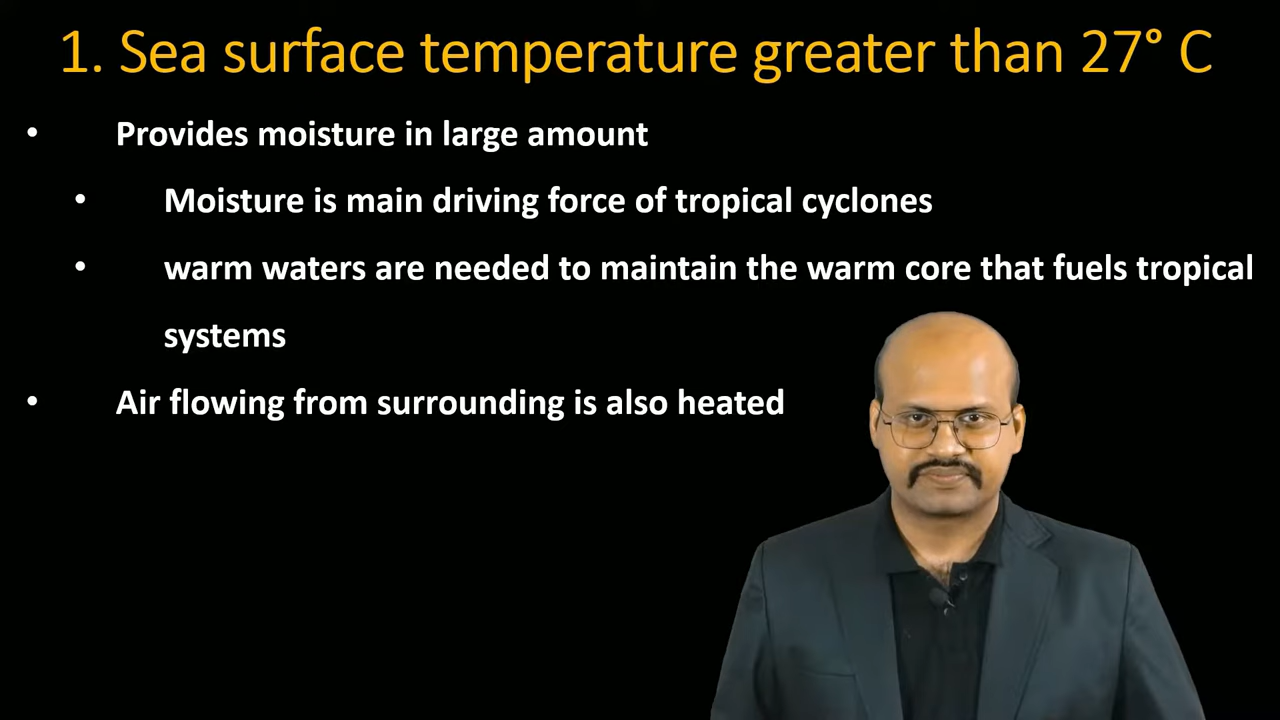 1. Sea surface temperature greater than 27° C
• Provides moisture in large amount
• Moisture is main driving force of tropical cyclones
• warm waters are needed to maintain the warm core that fuels tropical
systems
• Air flowing from surrounding is also heated